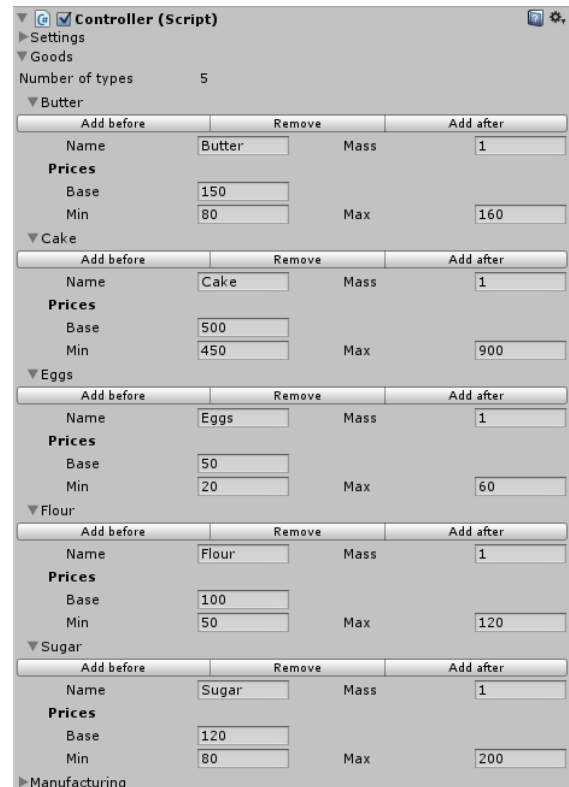 Controller (Script)
Settings
Goods
Number of types 5
Butter
Add before Remove Add after
Name Butter Mass 1
Prices
Base 150
Min 80 Max 160
Cake
Add before Remove Add after
Name Cake Mass 1
Prices
Base 500
Min 450 Max 900
Eggs
Add before Remove Add after
Name Eggs Mass 1
Prices
Base 50
Min 20 Max 60
Flour
Add before Remove Add after
Name Flour Mass 1
Prices
Base 100
Min 50 Max 120
Sugar
Add before Remove Add after
Name Sugar Mass 1
Prices
Base 120
Min 80 Max 200
Manufacturing